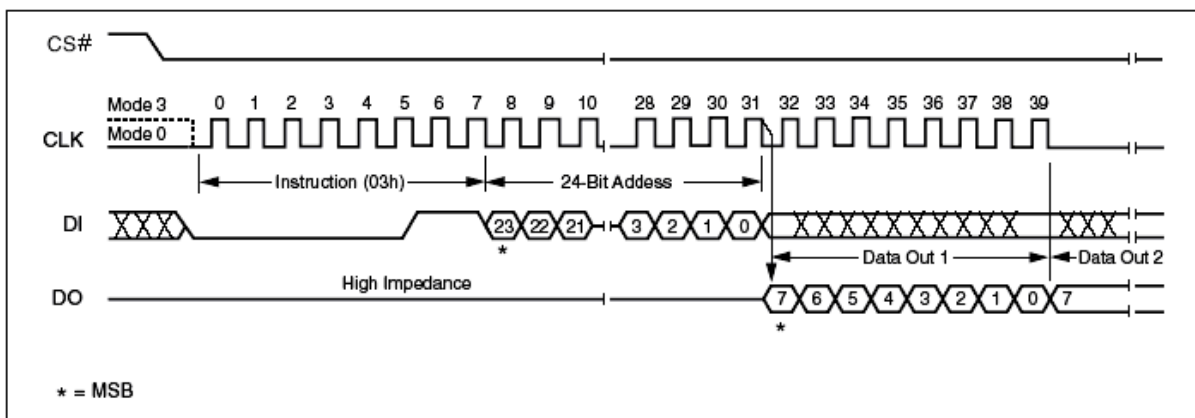 CS#
Mode 3 0 1 2 3 4 5 6 7 8 9 10 28 29 30 31 32 33 34 35 36 37 38 39
CLK Mode 0
Instruction (03h) 24-Bit Addess
DI 23 22 21 3 2 1 0
* Data Out 1 Data Out 2
High Impedance
DO 7 6 5 4 3 2 1 0 7
*
* = MSB